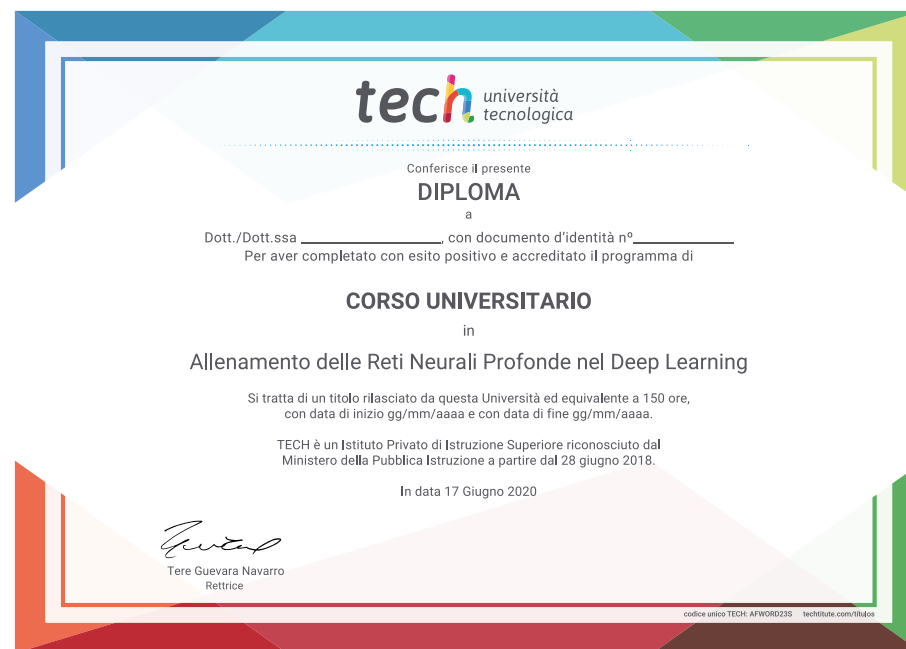 tech università
tecnologica
Conferisce il presente
DIPLOMA
a
Dott./Dott.ssa ____________________, con documento d'identità nº______________
Per aver completato con esito positivo e accreditato il programma di
CORSO UNIVERSITARIO
in
Allenamento delle Reti Neurali Profonde nel Deep Learning
Si tratta di un titolo rilasciato da questa Università ed equivalente a 150 ore,
con data di inizio gg/mm/aaaa e con data di fine gg/mm/aaaa.
TECH è un Istituto Privato di Istruzione Superiore riconosciuto dal
Ministero della Pubblica Istruzione a partire dal 28 giugno 2018.
In data 17 Giugno 2020
Tere Guevara Navarro
Rettrice
codice unico TECH: AFWORD23S techtitute.com/títulos